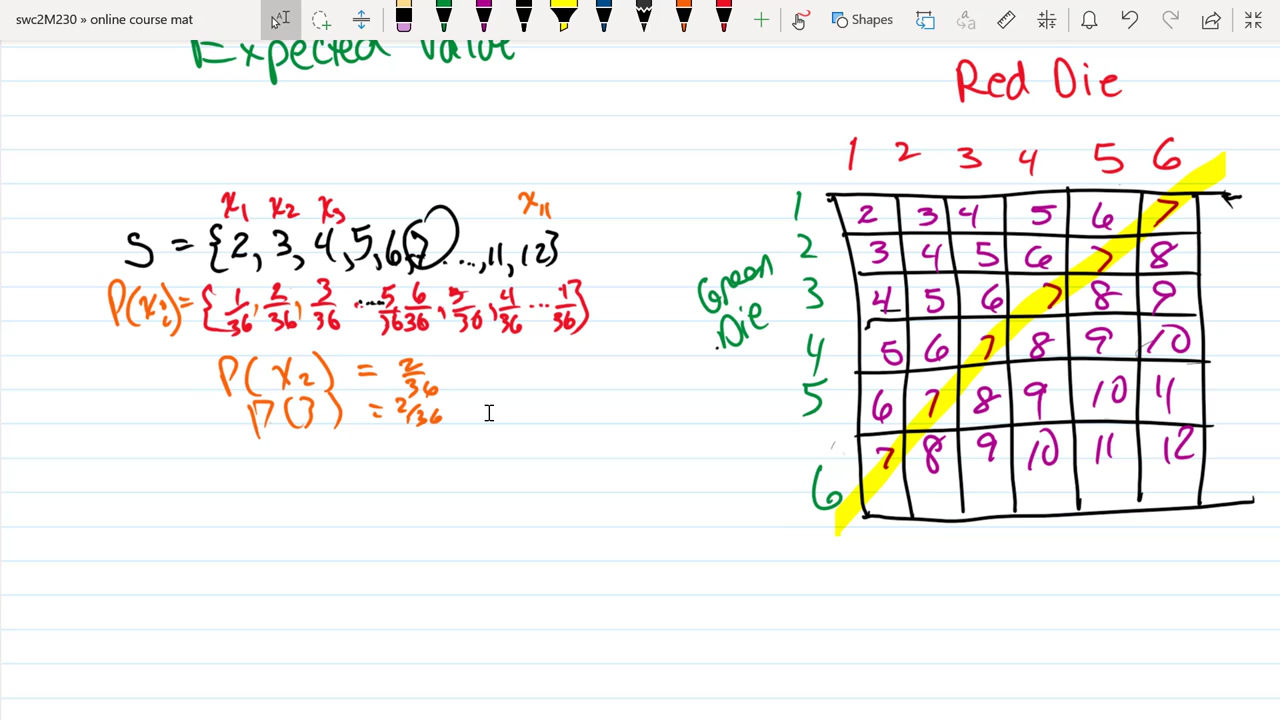 swc2M230 » online course mat
Shapes
Expected Value
Red Die
1 2 3 4 5 6
x1 x2 x3 x11
S = {2, 3, 4, 5, 6, 7 ..., 11, 12}
P(xi) = {1/36, 2/36, 3/36 .... 5/36 6/36, 5/36, 4/36 ... 1/36}
P(x2) = 2/36
P(3) = 2/36
Green
Die
1 2 3 4 5 6 7
2 3 4 5 6 7 8
3 4 5 6 7 8 9
4 5 6 7 8 9 10
5 6 7 8 9 10 11
6 7 8 9 10 11 12